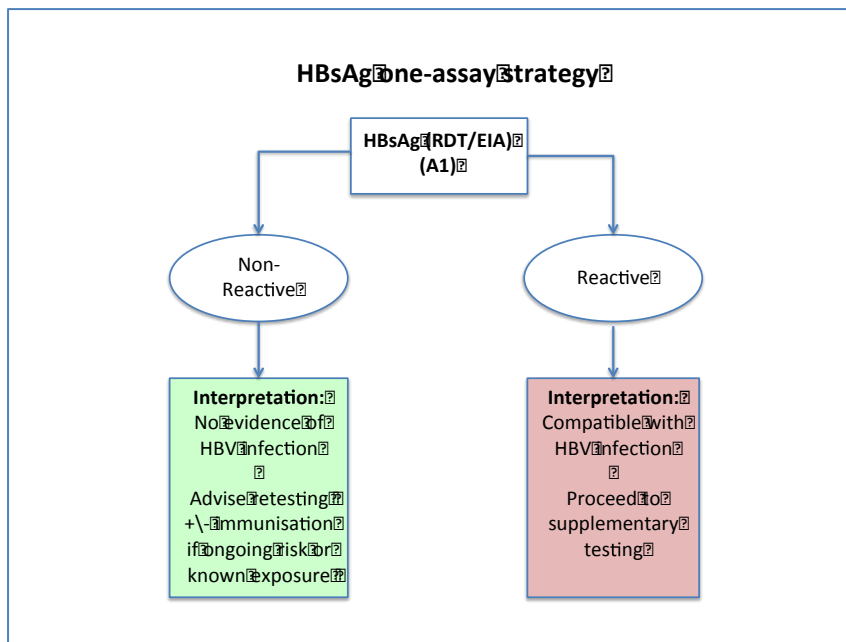 HBsAg one-assay strategy
HBsAg (RDT/EIA)
(A1)
Non-
Reactive
Reactive
Interpretation:
No evidence of
HBV infection
Advise retesting
+\- immunisation
if ongoing risk or
known exposure
Interpretation:
Compatible with
HBV infection
Proceed to
supplementary
testing